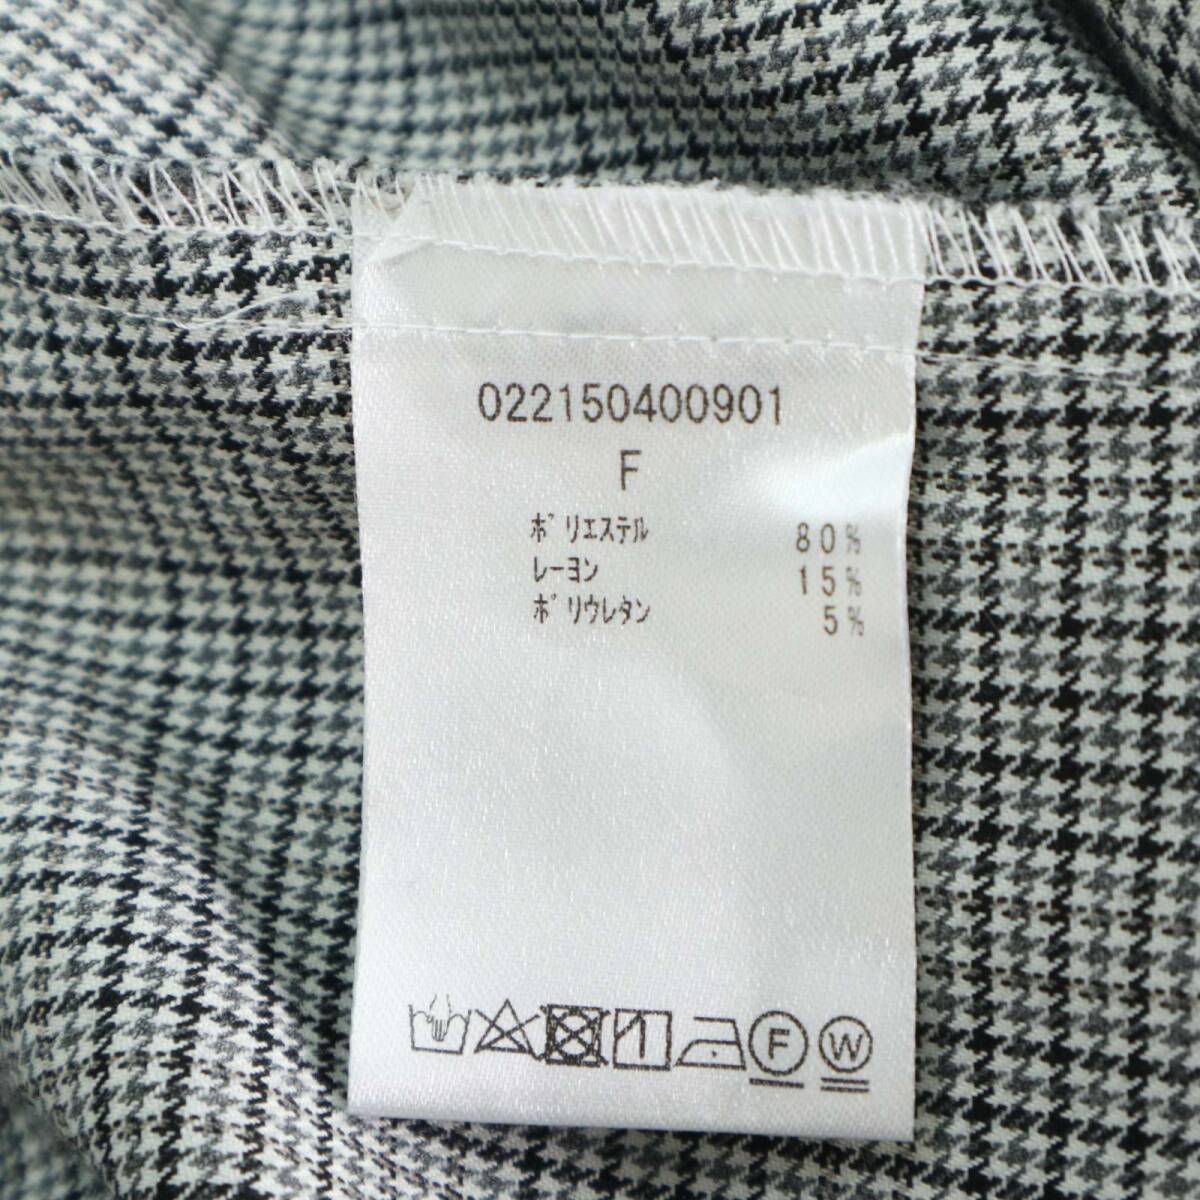 022150400901
F
ポリエステル 80%
レーヨン 15%
ポリウレタン 5%
F W